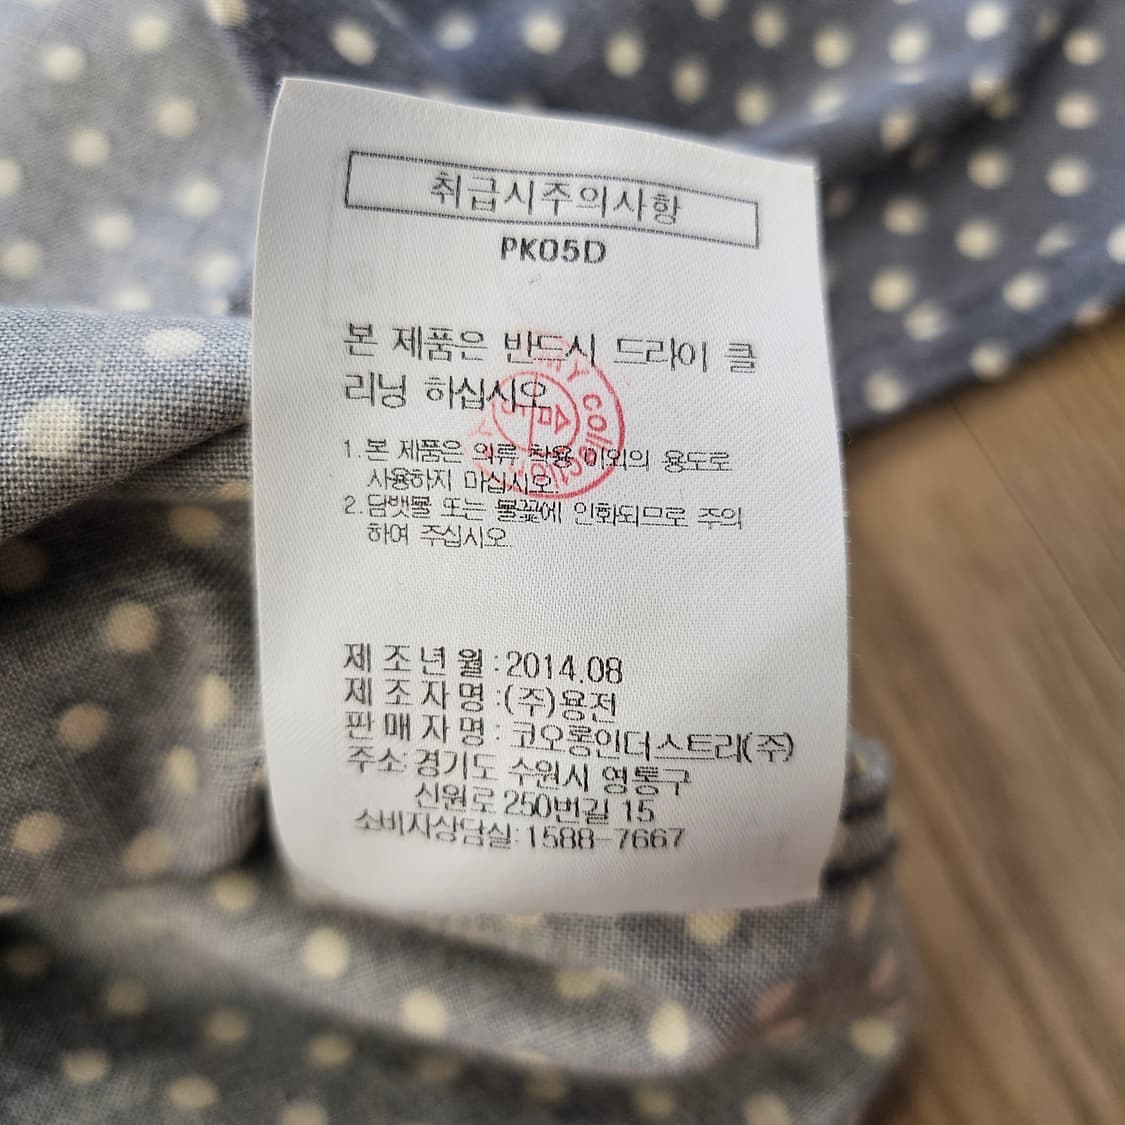 취급시주의사항
PK05D
본 제품은 반드시 드라이 클
리닝 하십시오.
1. 본 제품은 의류 착용 이외의 용도로
사용하지 마십시오.
2. 담뱃불 또는 불꽃에 인화되므로 주의
하여 주십시오.
collection
제 조 년 월 : 2014.08
제 조 자 명 : (주)용전
판 매 자 명 : 코오롱인더스트리(주)
주소: 경기도 수원시 영통구
신원로 250번길 15
소비자상담실: 1588-7667